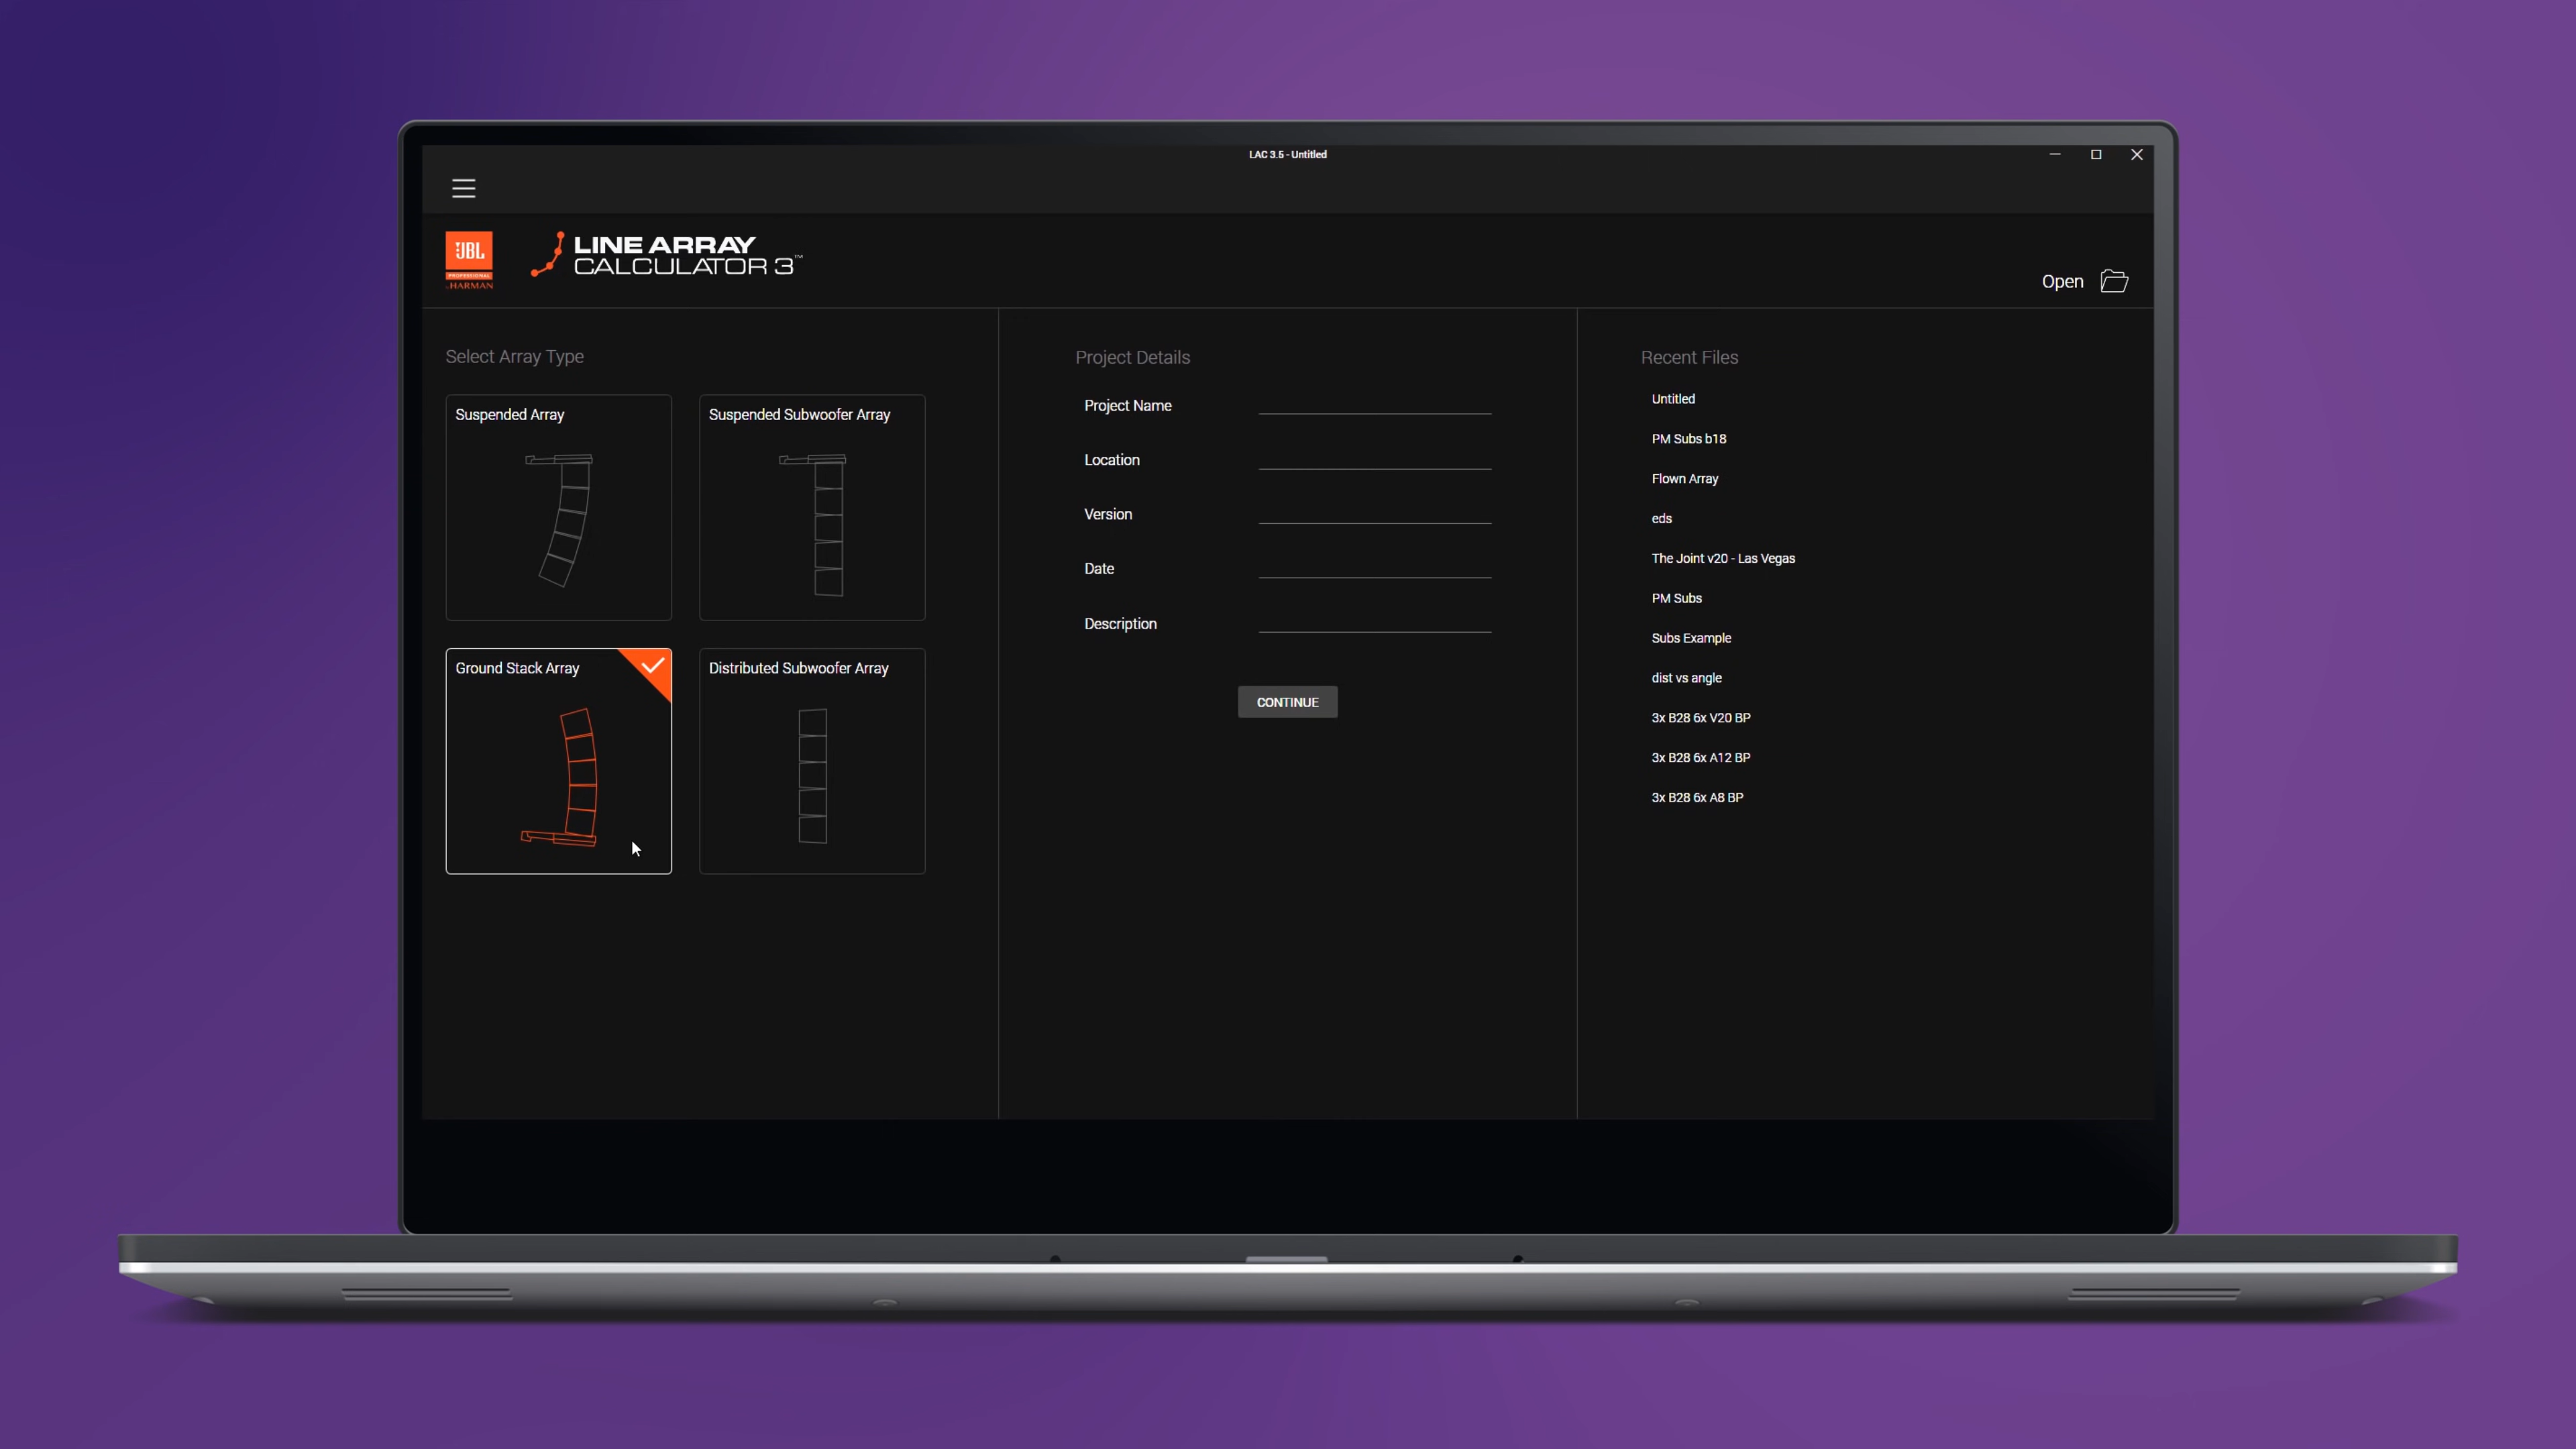 LAC 3.5 - Untitled
JBL
PROFESSIONAL
HARMAN
LINE ARRAY
CALCULATOR 3™
Open
Select Array Type
Suspended Array
Suspended Subwoofer Array
Ground Stack Array
Distributed Subwoofer Array
Project Details
Project Name
Location
Version
Date
Description
CONTINUE
Recent Files
Untitled
PM Subs b18
Flown Array
eds
The Joint v20 - Las Vegas
PM Subs
Subs Example
dist vs angle
3x B28 6x V20 BP
3x B28 6x A12 BP
3x B28 6x A8 BP